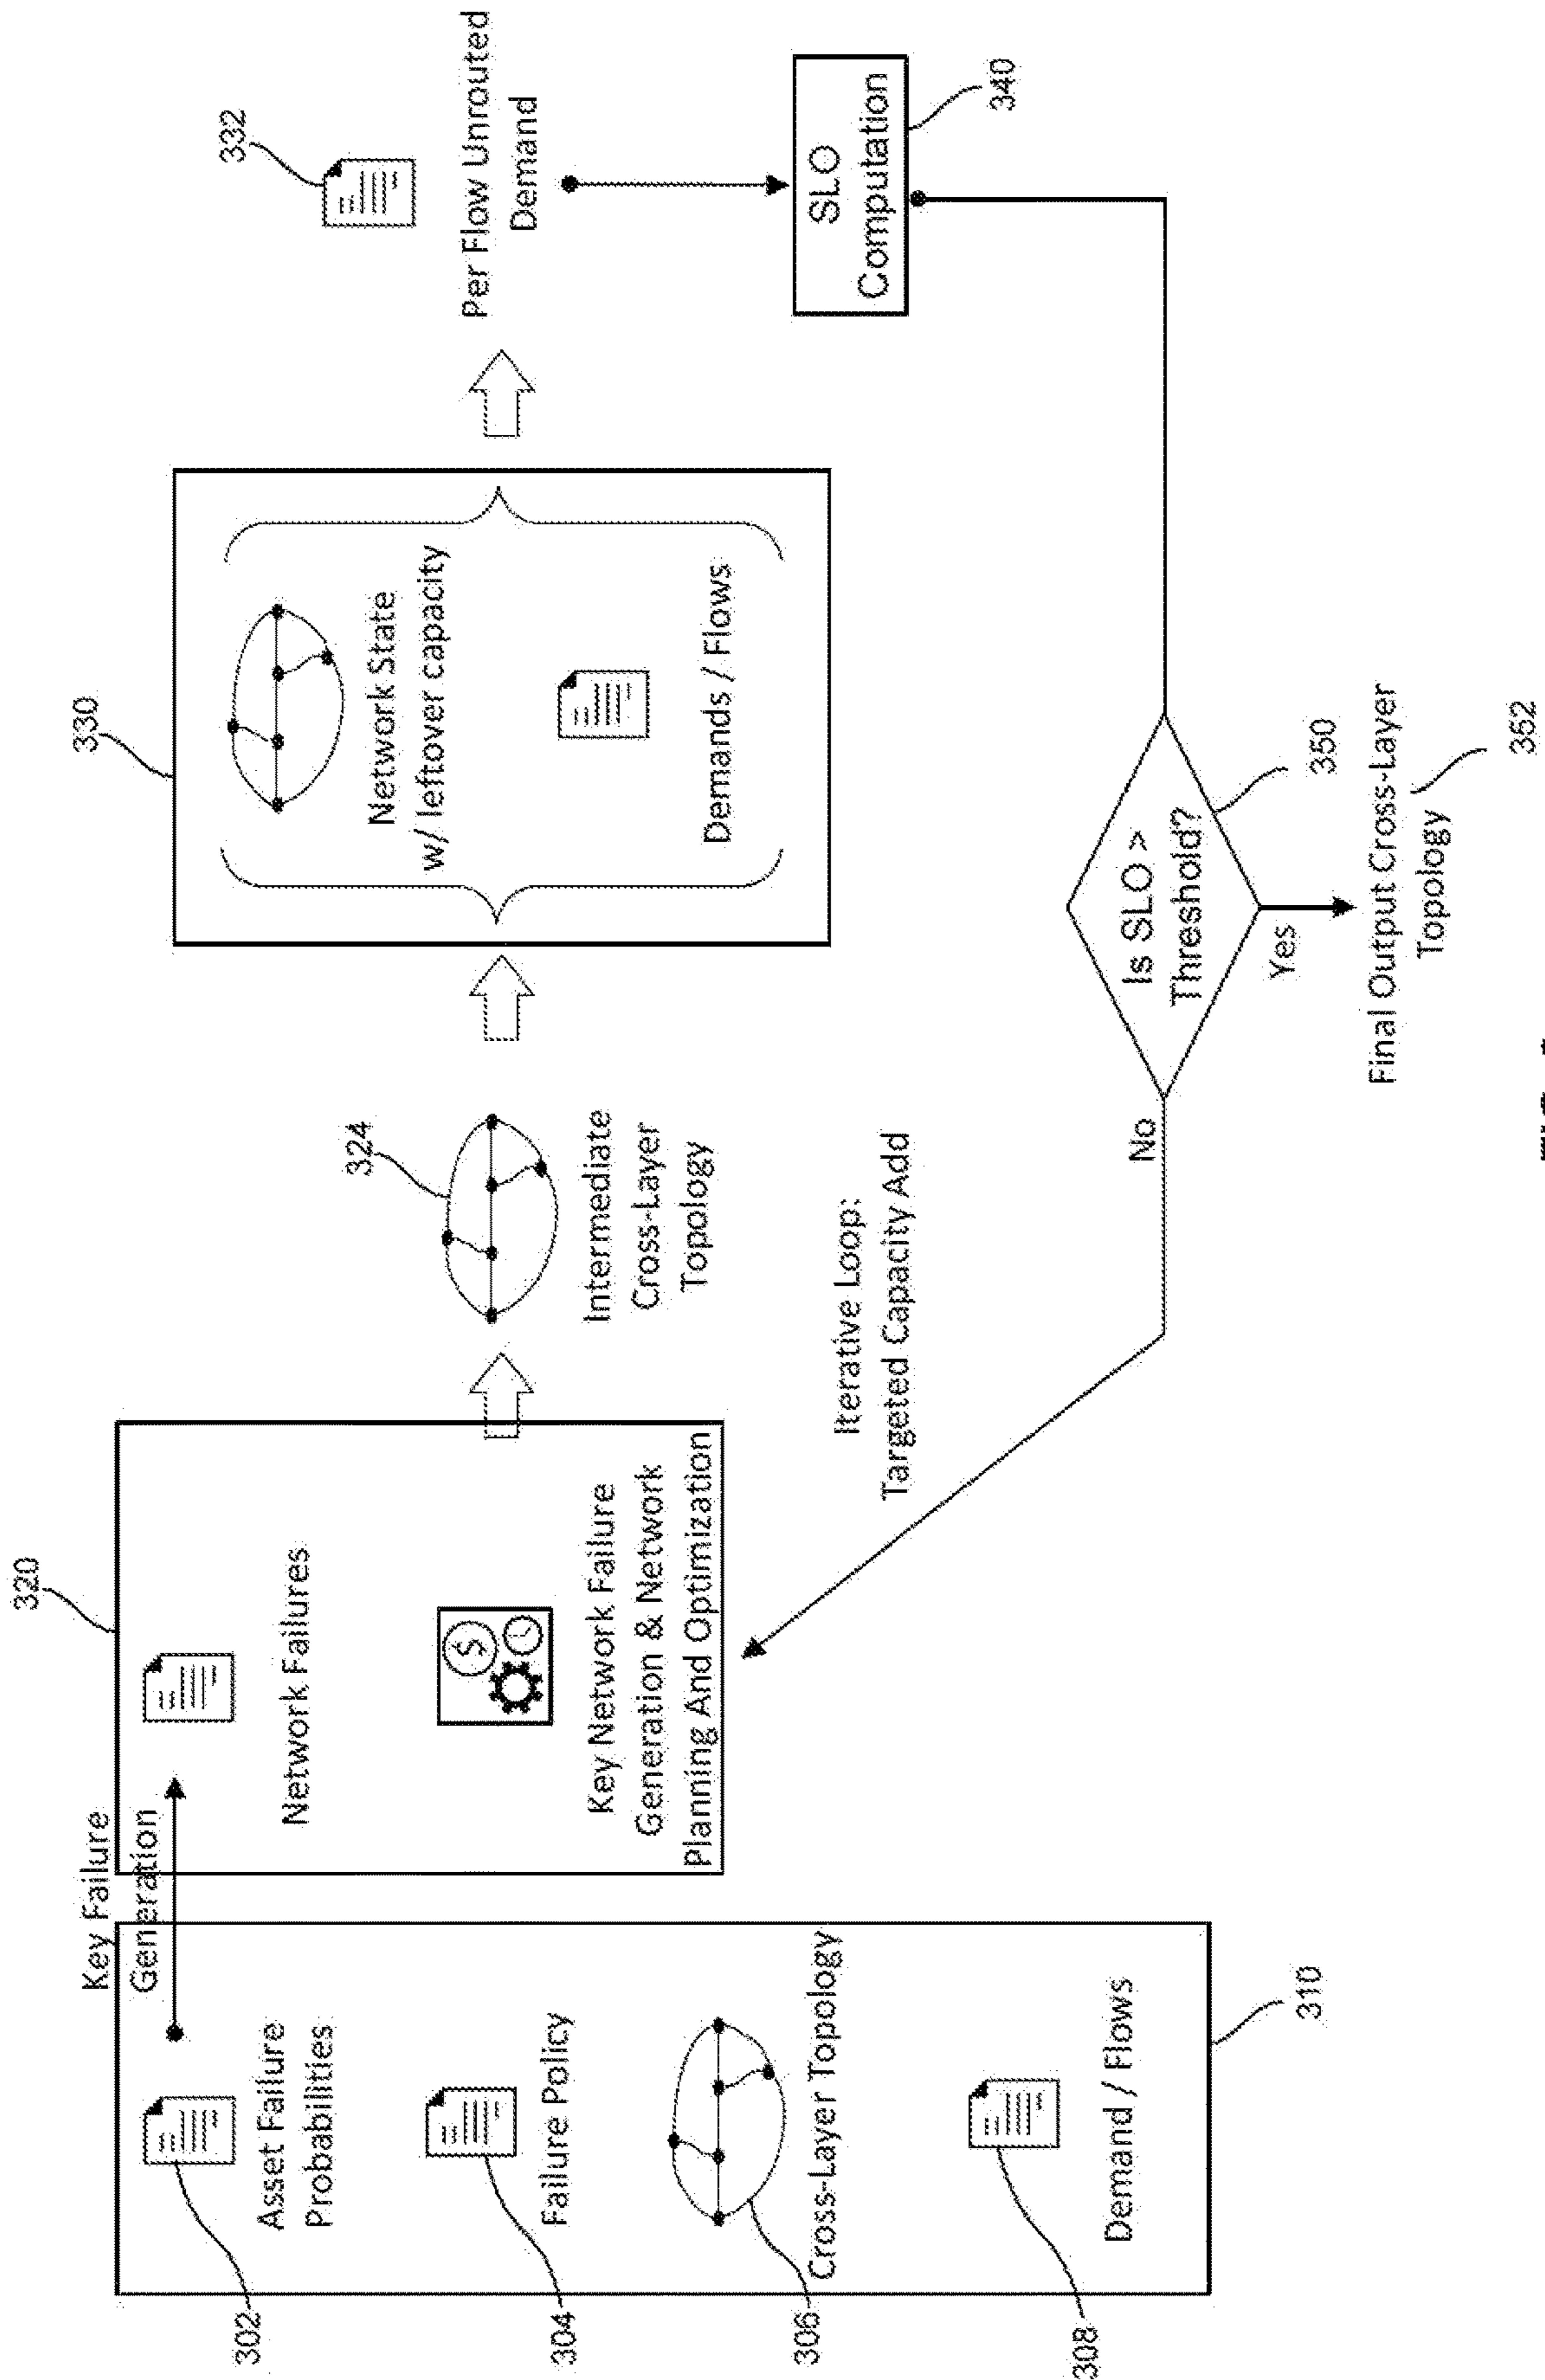 302
Asset Failure
Probabilities
304
Failure Policy
306
Cross-Layer Topology
308
Demand / Flows
310
Key Failure
Generation
320
Network Failures
$
Key Network Failure
Generation & Network
Planning And Optimization
324
Intermediate
Cross-Layer
Topology
330
Network State
w/ leftover capacity
Demands / Flows
332
Per Flow Unrouted
Demand
SLO
Computation
340
Is SLO >
Threshold?
350
No
Iterative Loop:
Targeted Capacity Add
Yes
Final Output Cross-Layer
Topology
352